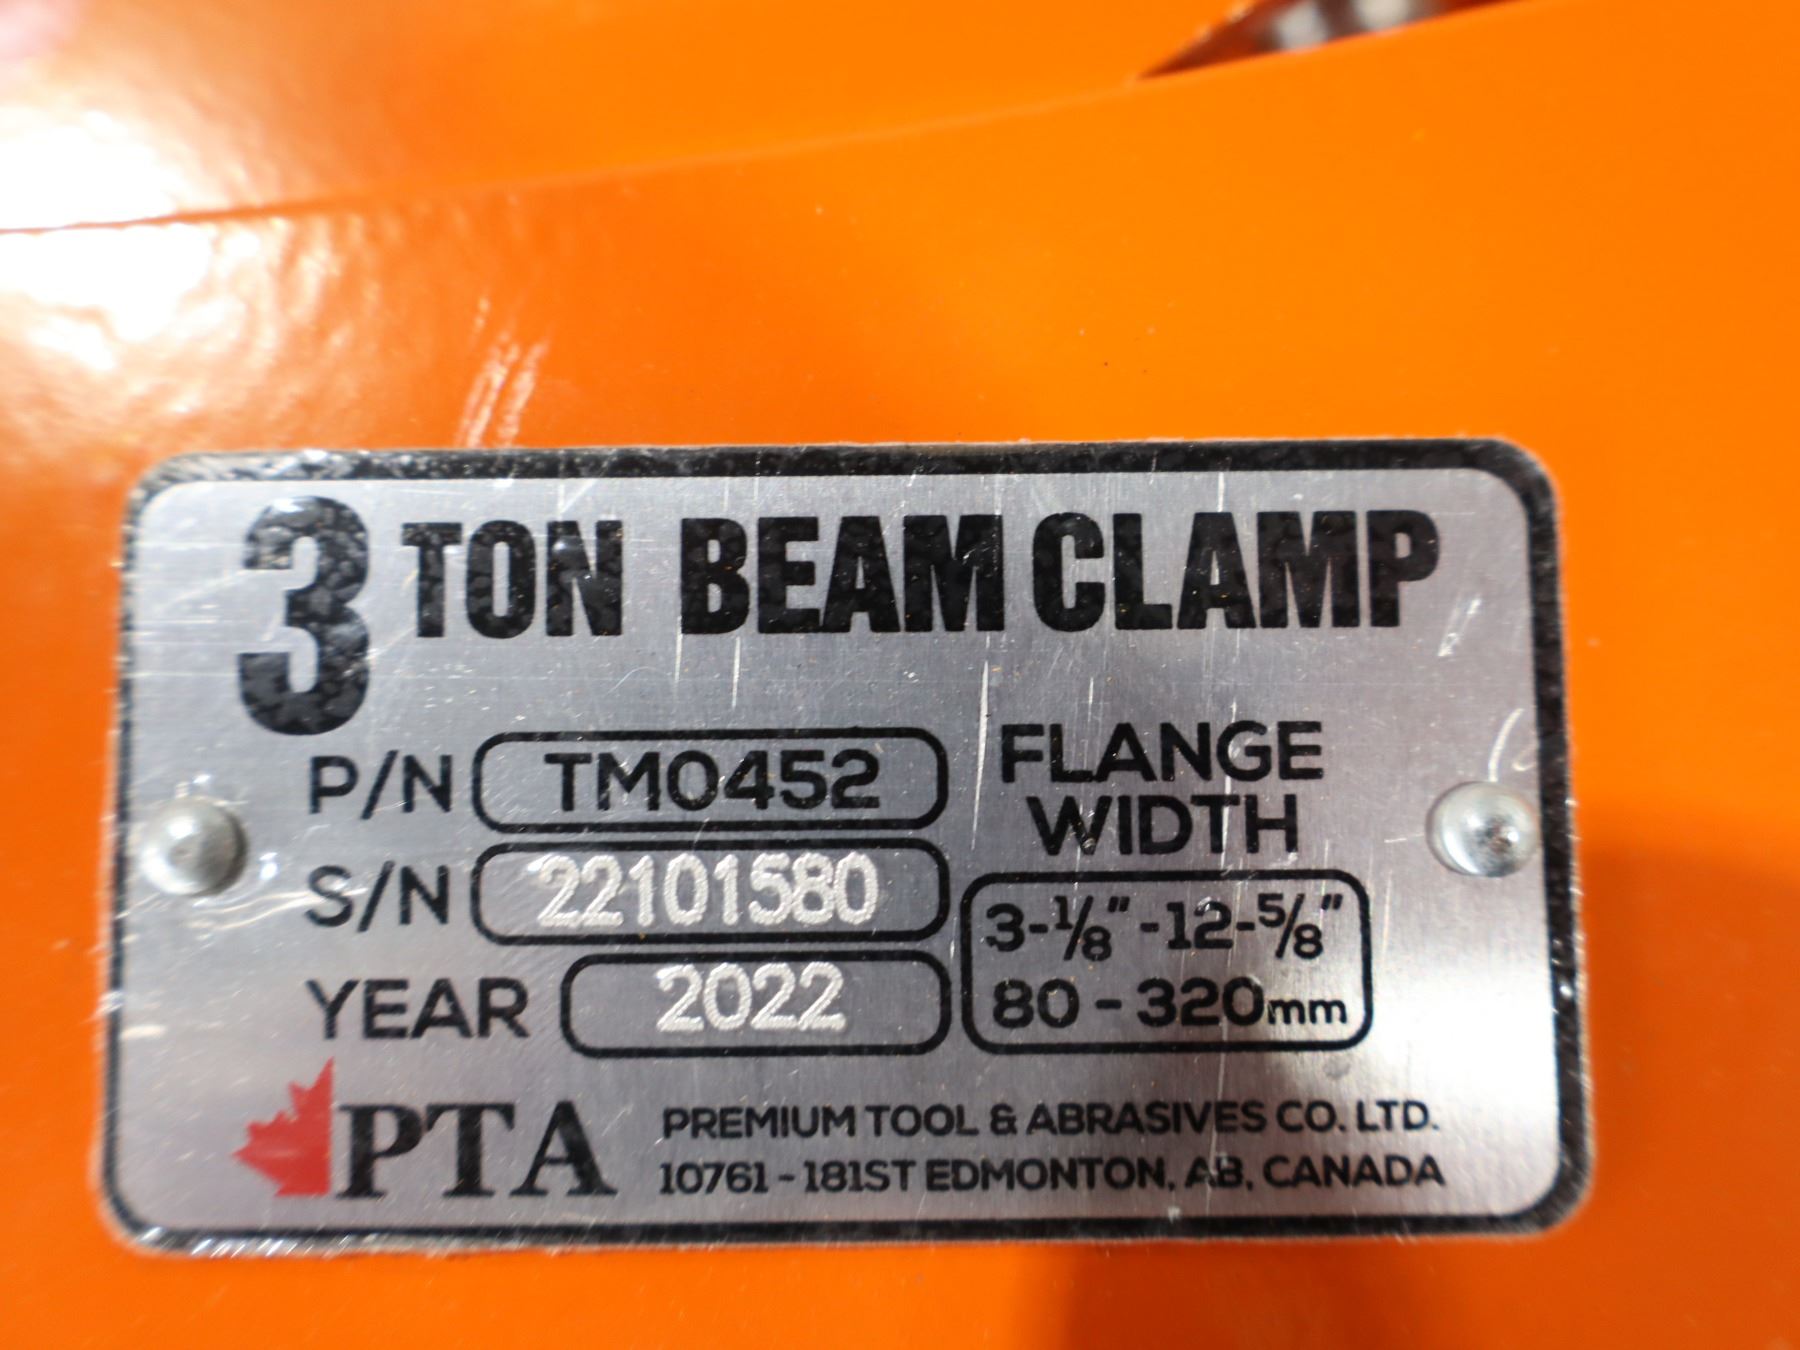 3 TON BEAM CLAMP
P/N TM0452
S/N 22101580
YEAR 2022
FLANGE
WIDTH
3-⅛"-12-⅝"
80-320mm
PTA
PREMIUM TOOL & ABRASIVES CO. LTD.
10761-181ST EDMONTON, AB, CANADA